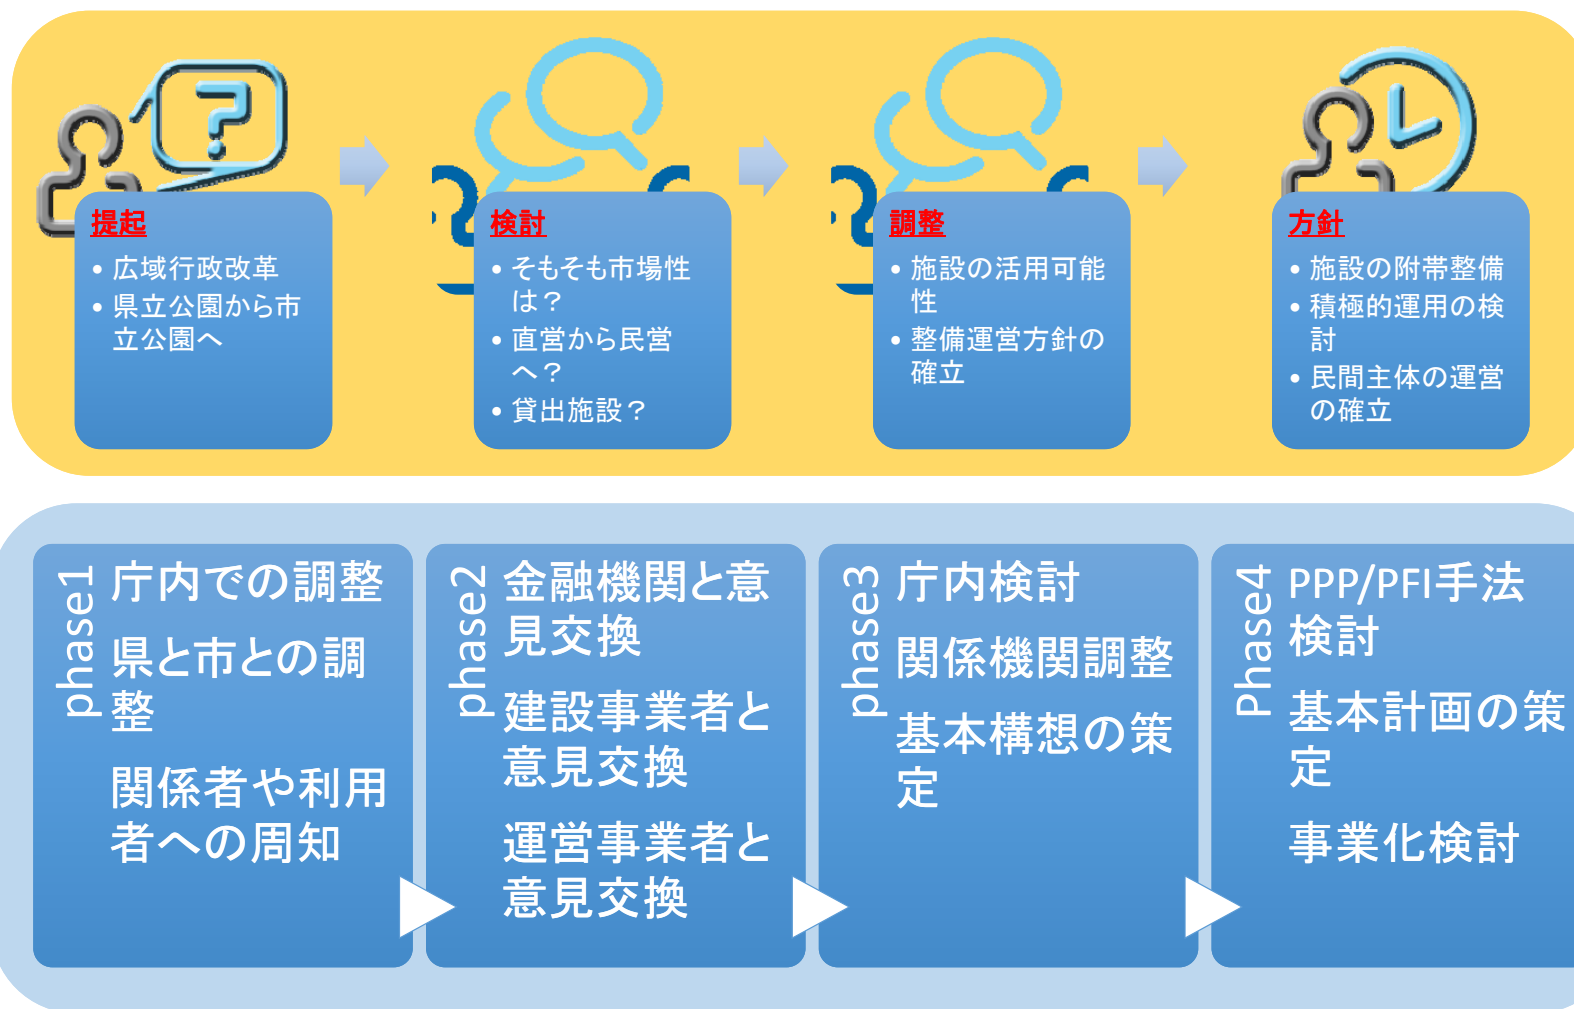 ?
提起
• 広域行政改革
• 県立公園から市
立公園へ
検討
• そもそも市場性
は？
• 直営から民営
へ？
• 貸出施設？
調整
• 施設の活用可能
性
• 整備運営方針の
確立
方針
• 施設の附帯整備
• 積極的運用の検
討
• 民間主体の運営
の確立
phase1
庁内での調整
県と市との調
整
関係者や利用
者への周知
phase2
金融機関と意
見交換
建設事業者と
意見交換
運営事業者と
意見交換
phase3
庁内検討
関係機関調整
基本構想の策
定
Phase4
PPP/PFI手法
検討
基本計画の策
定
事業化検討